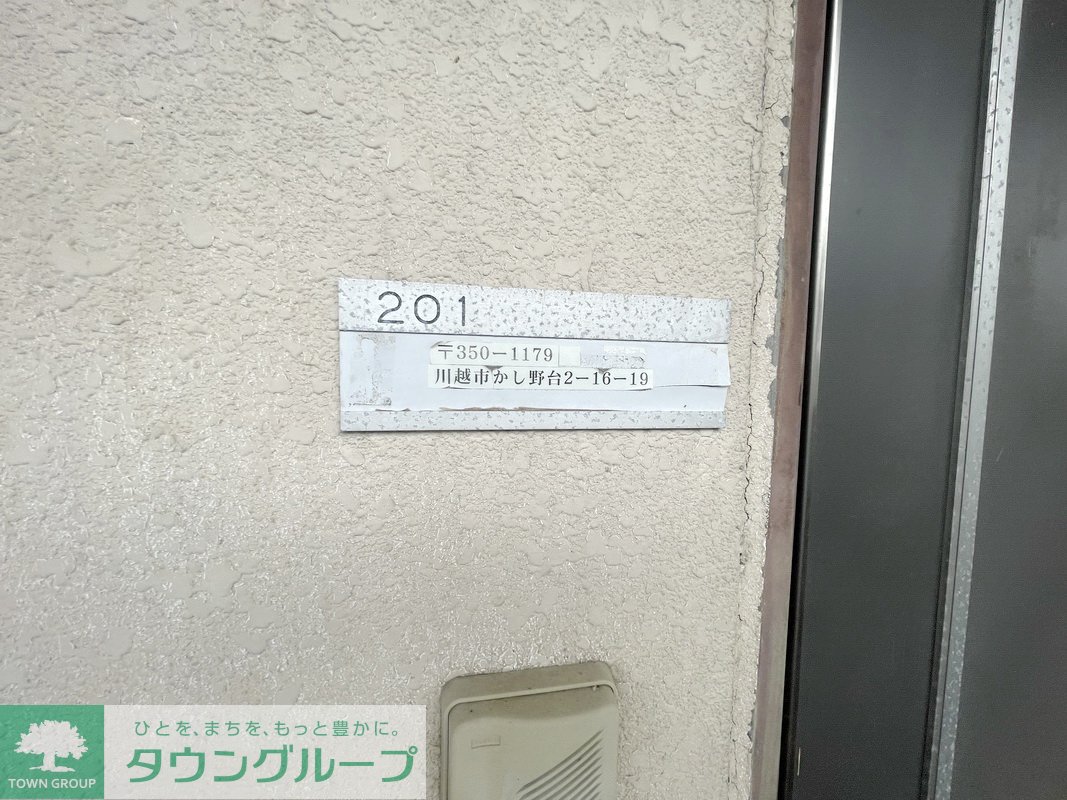 201
〒350-1179
川越市かし野台2-16-19
ひとを、まちを、もっと豊かに。
タウングループ
TOWN GROUP